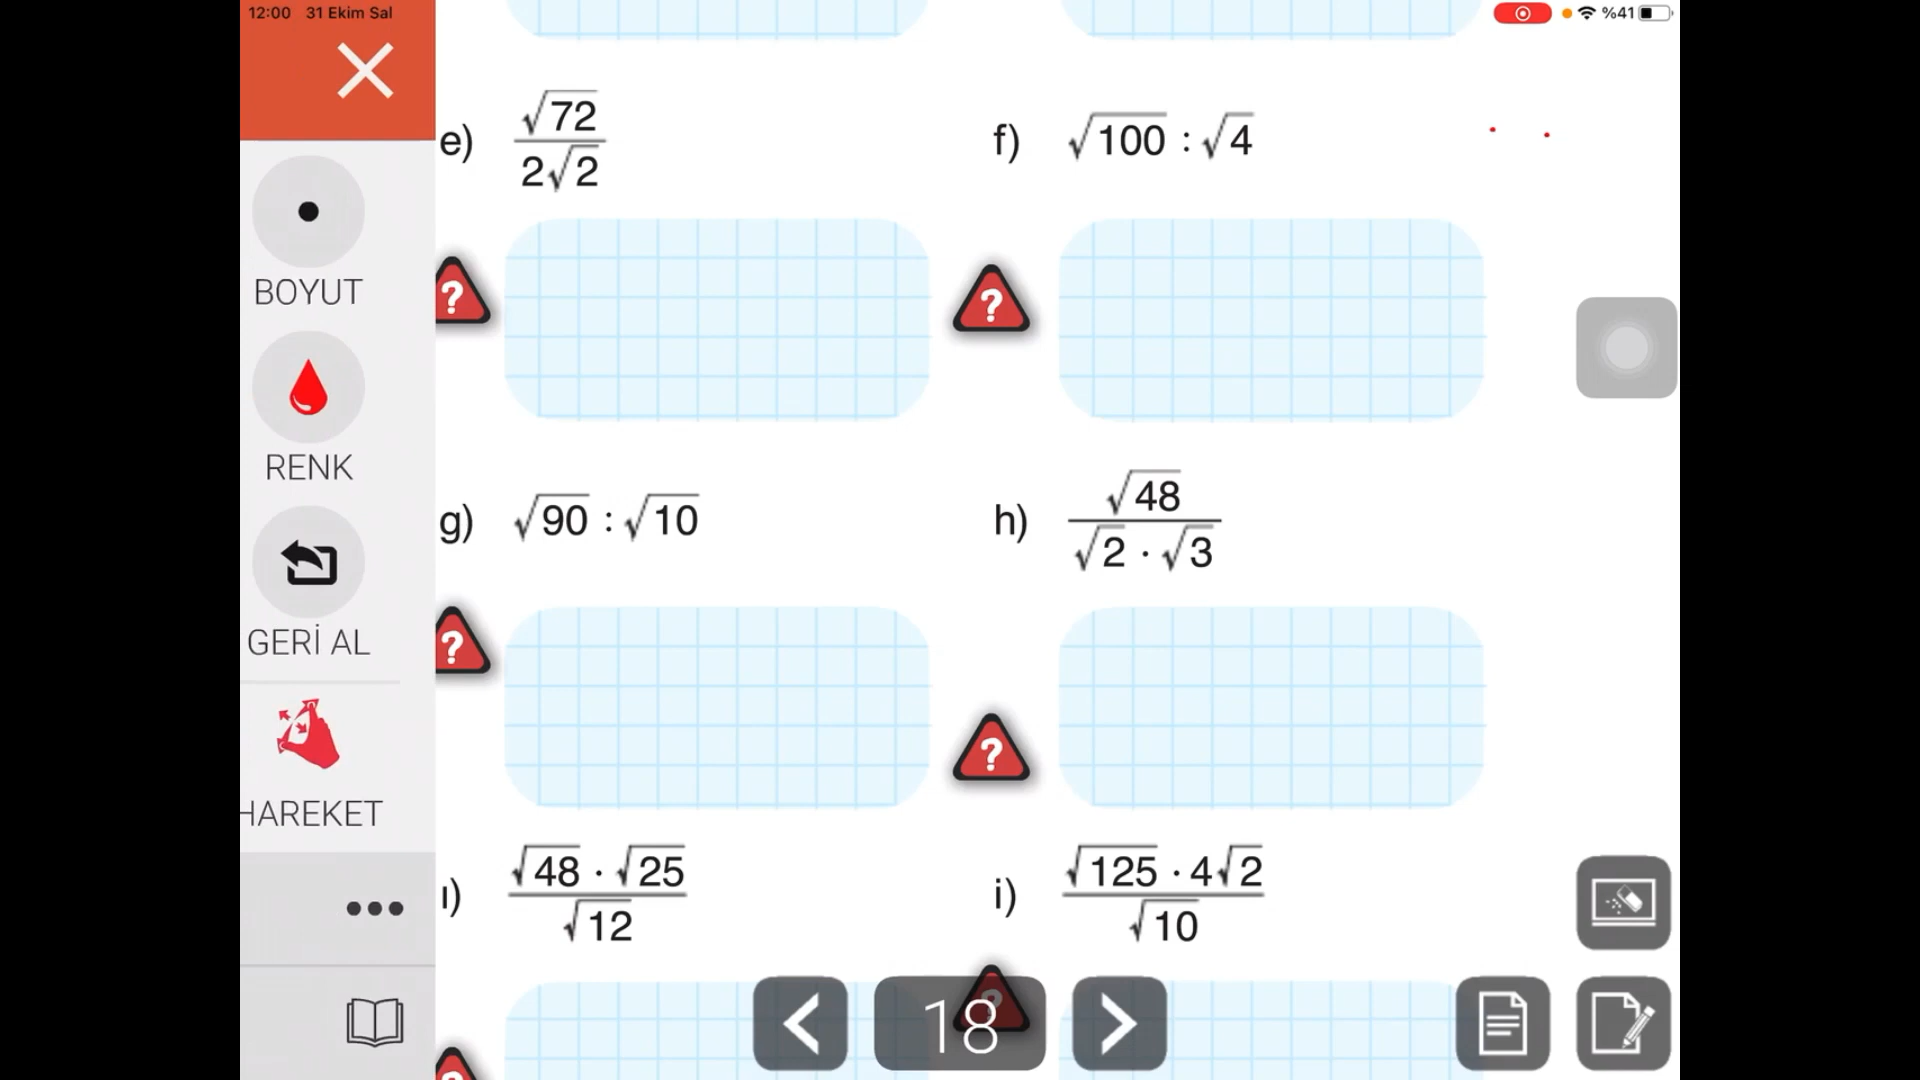 12:00 31 Ekim Sal
%41
BOYUT
RENK
GERİ AL
HAREKET
e) √72 / 2√2
f) √100 : √4
g) √90 : √10
h) √48 / √2 · √3
ı) √48 · √25 / √12
i) √125 · 4√2 / √10
18